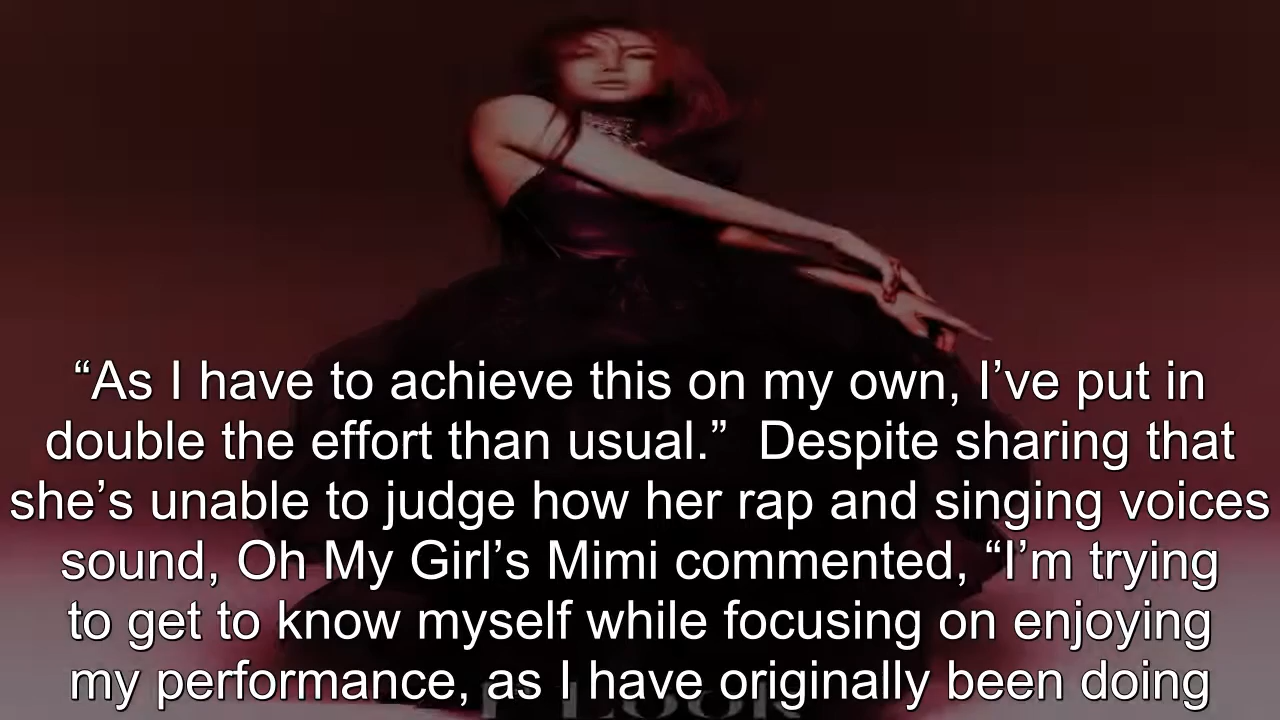 “As I have to achieve this on my own, I’ve put in
double the effort than usual.”  Despite sharing that
she’s unable to judge how her rap and singing voices
sound, Oh My Girl’s Mimi commented, “I’m trying
to get to know myself while focusing on enjoying
my performance, as I have originally been doing
Look